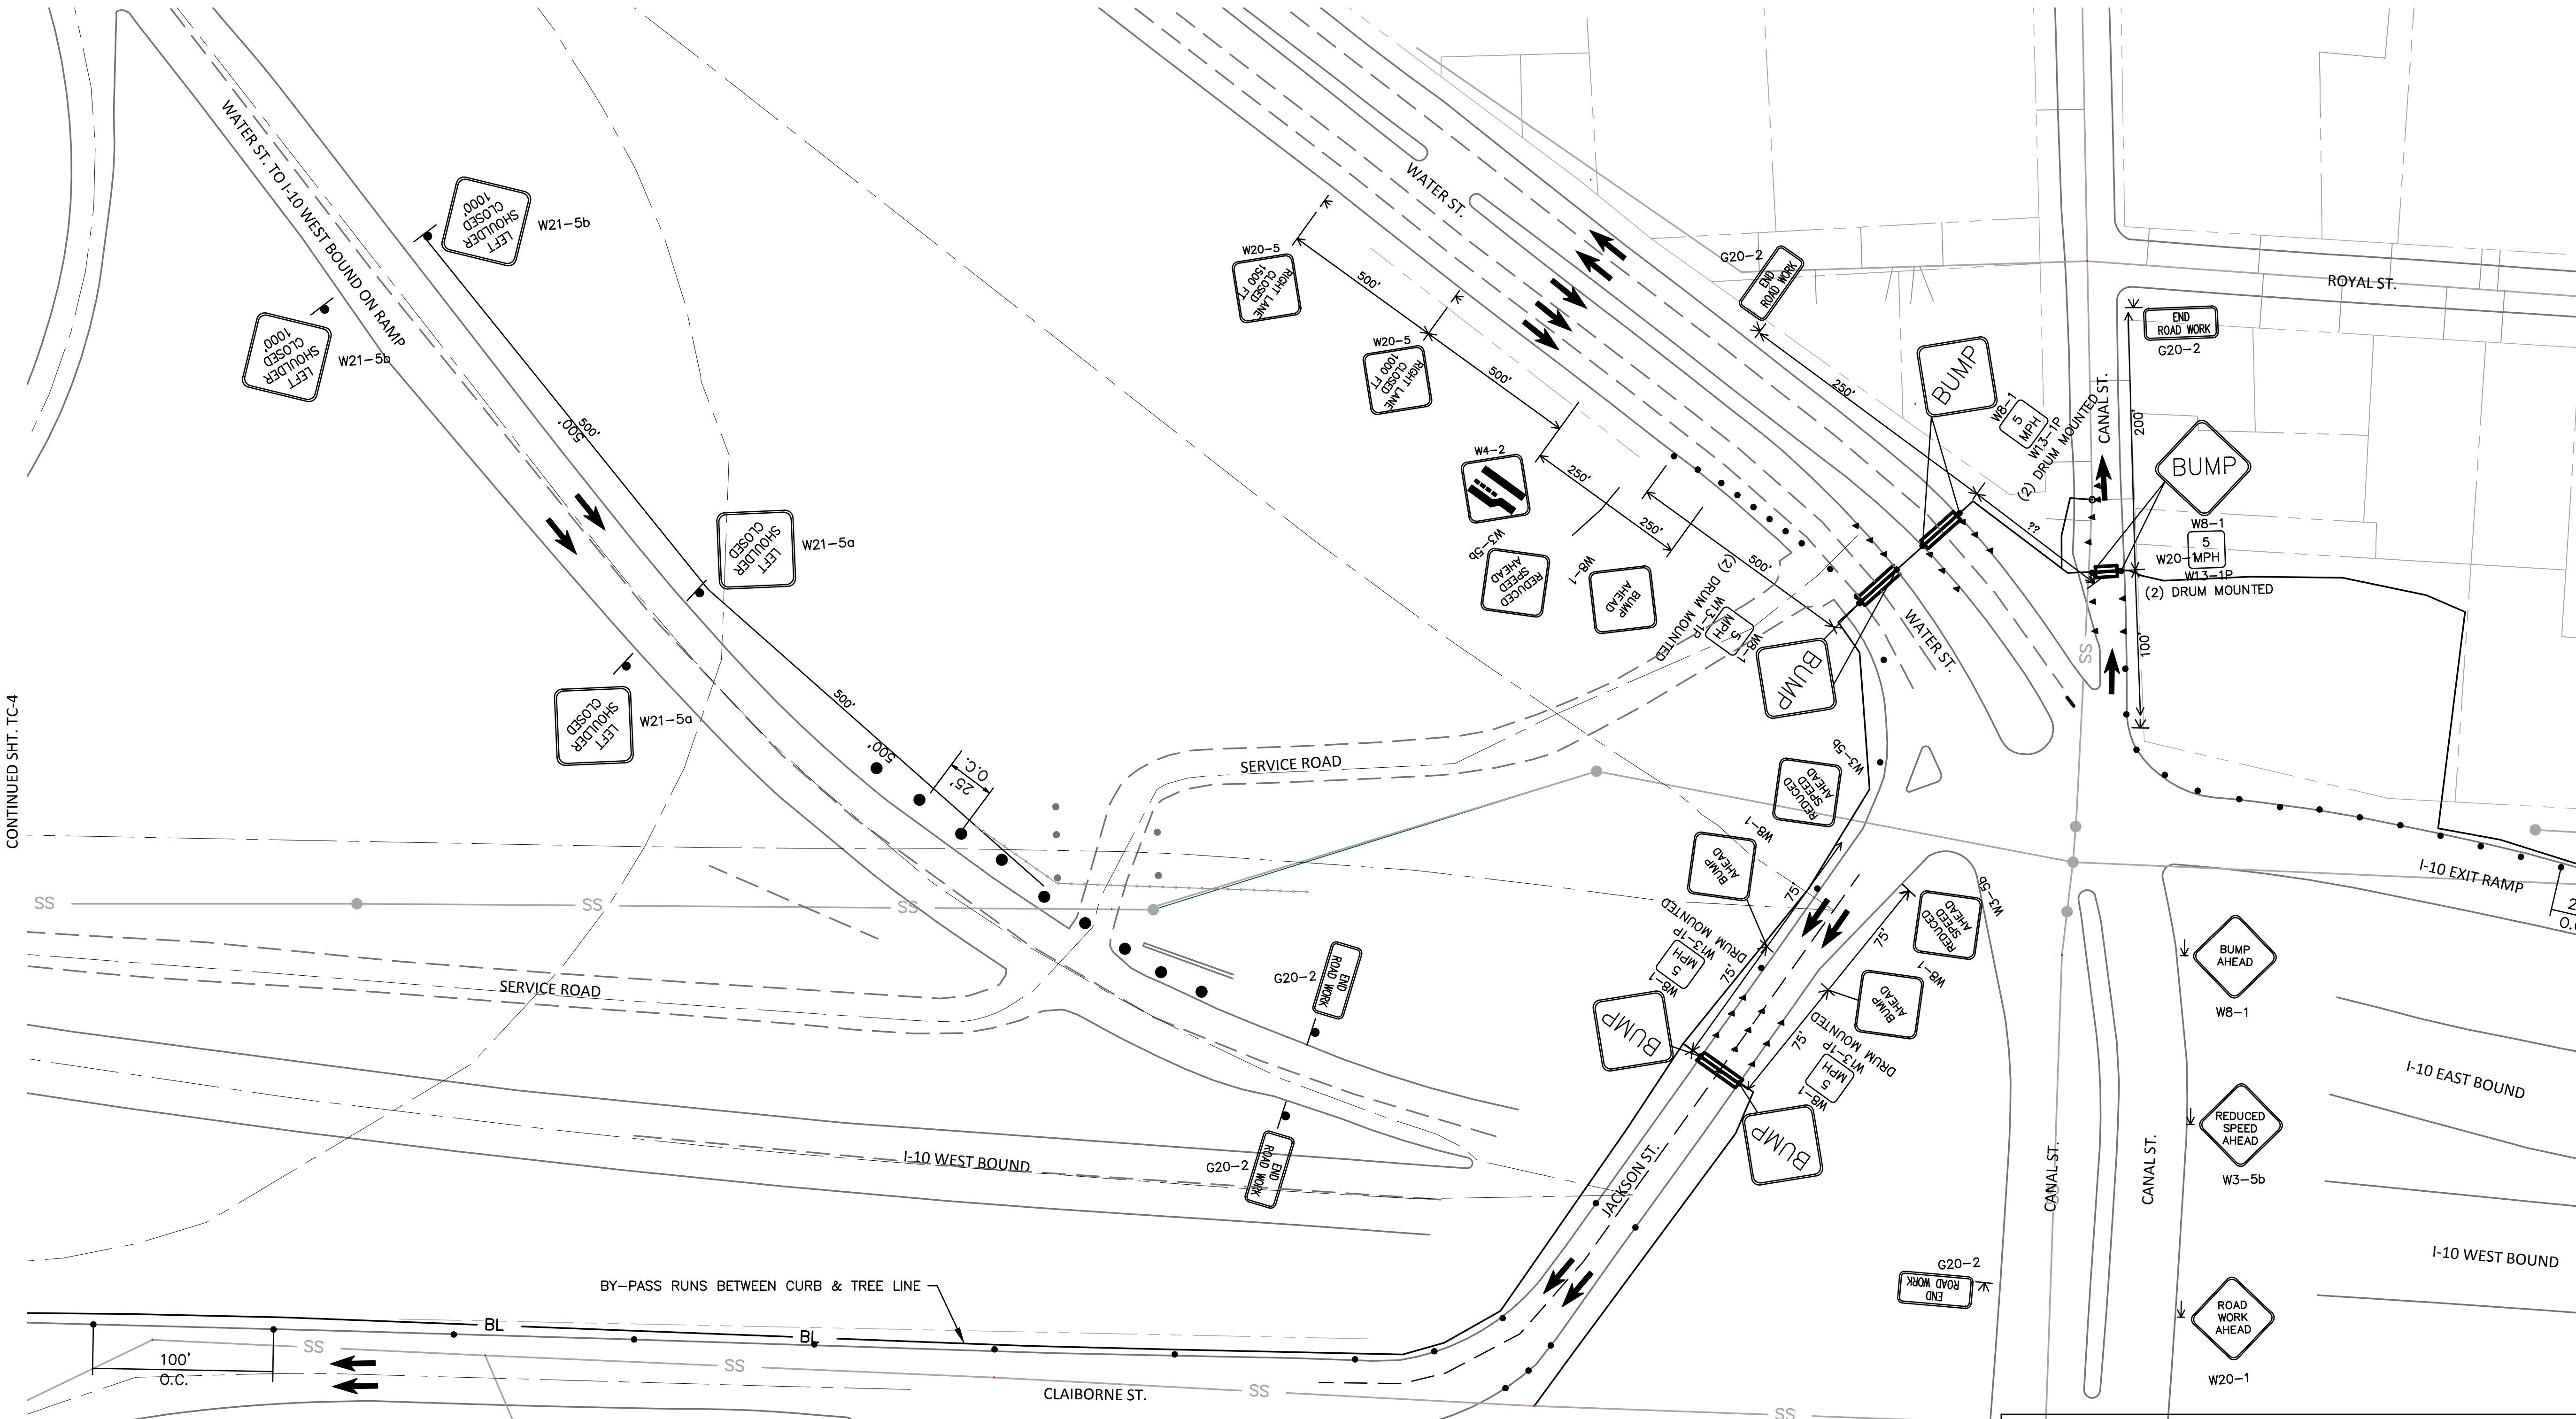 WATER ST. TO I-10 WEST BOUND ON RAMP
LEFT
SHOULDER
CLOSED
1000'
W21-5b
LEFT
SHOULDER
CLOSED
1000'
W21-5b
500'
500'
LEFT
SHOULDER
CLOSED
W21-5a
LEFT
SHOULDER
CLOSED
W21-5a
500'
500'
25'
O.C.
CONTINUED SHT. TC-4
WATER ST.
W20-5
RIGHT LANE
CLOSED
1500 FT
500'
W20-5
RIGHT LANE
CLOSED
1000 FT
500'
W4-2
250'
W3-5b
REDUCED
SPEED
AHEAD
250'
W8-1
BUMP
AHEAD
500'
(2) DRUM MOUNTED
W13-1P
5
MPH
W8-1
BUMP
G20-2
END
ROAD WORK
250'
BUMP
W8-1
5
MPH
W13-1P
(2) DRUM MOUNTED
??
WATER ST.
CANAL ST.
ROYAL ST.
END
ROAD WORK
G20-2
200'
BUMP
W8-1
5
MPH
W20-1
W13-1P
(2) DRUM MOUNTED
100'
SS
SERVICE ROAD
W3-5b
REDUCED
SPEED
AHEAD
W8-1
BUMP
AHEAD
75'
DRUM MOUNTED
W13-1P
5
MPH
W8-1
75'
BUMP
W3-5b
REDUCED
SPEED
AHEAD
W8-1
75'
BUMP
AHEAD
DRUM MOUNTED
W13-1P
5
MPH
W8-1
75'
BUMP
JACKSON ST.
I-10 EXIT RAMP
2
O.C
SS
SS
SS
SERVICE ROAD
G20-2
END
ROAD WORK
G20-2
END
ROAD WORK
I-10 WEST BOUND
BUMP
AHEAD
W8-1
REDUCED
SPEED
AHEAD
W3-5b
ROAD
WORK
AHEAD
W20-1
CANAL ST.
CANAL ST.
I-10 EAST BOUND
I-10 WEST BOUND
G20-2
END
ROAD WORK
BY-PASS RUNS BETWEEN CURB & TREE LINE
BL
BL
SS
SS
SS
SS
100'
O.C.
CLAIBORNE ST.